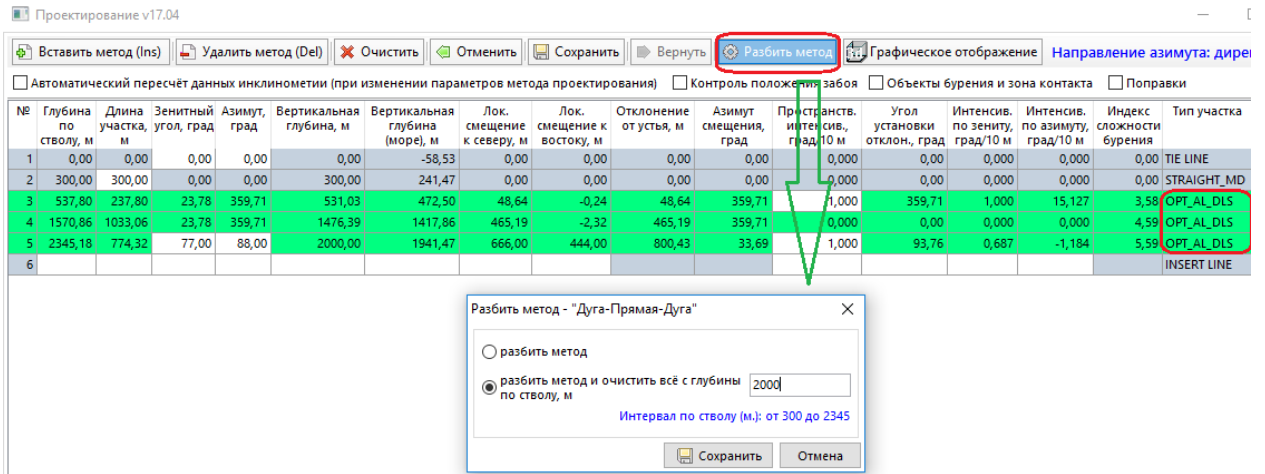 Проектирование v17.04
Вставить метод (Ins) Удалить метод (Del) Очистить Отменить Сохранить Вернуть Разбить метод Графическое отображение Направление азимута: дирек
Автоматический пересчёт данных инклинометии (при изменении параметров метода проектирования) Контроль положения забоя Объекты бурения и зона контакта Поправки
№ Глубина по стволу, м Длина участка, м Зенитный угол, град Азимут, град Вертикальная глубина, м Вертикальная глубина (море), м Лок. смещение к северу, м Лок. смещение к востоку, м Отклонение от устья, м Азимут смещения, град Пространств. интенсив., град/10 м Угол установки отклон., град Интенсив. по зениту, град/10 м Интенсив. по азимуту, град/10 м Индекс сложности бурения Тип участка
1 0,00 0,00 0,00 0,00 0,00 -58,53 0,00 0,00 0,00 0,00 0,000 0,00 0,000 0,000 0,00 TIE LINE
2 300,00 300,00 0,00 0,00 300,00 241,47 0,00 0,00 0,00 0,00 0,000 0,00 0,000 0,000 0,00 STRAIGHT_MD
3 537,80 237,80 23,78 359,71 531,03 472,50 48,64 -0,24 48,64 359,71 1,000 359,71 1,000 15,127 3,58 OPT_AL_DLS
4 1570,86 1033,06 23,78 359,71 1476,39 1417,86 465,19 -2,32 465,19 359,71 0,000 0,00 0,000 0,000 4,59 OPT_AL_DLS
5 2345,18 774,32 77,00 88,00 2000,00 1941,47 666,00 444,00 800,43 33,69 1,000 93,76 0,687 -1,184 5,59 OPT_AL_DLS
6 INSERT LINE
Разбить метод - "Дуга-Прямая-Дуга"
разбить метод
разбить метод и очистить всё с глубины по стволу, м 2000
Интервал по стволу (м.): от 300 до 2345
Сохранить Отмена